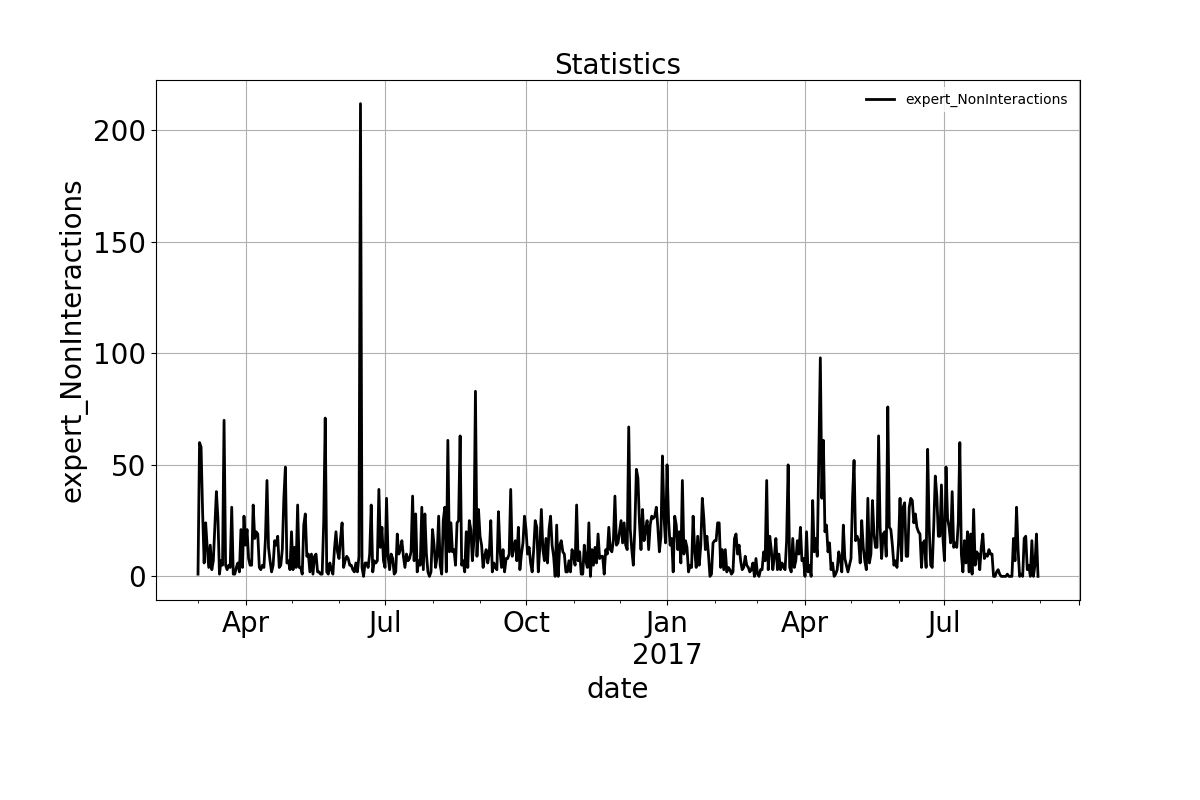 Statistics
expert_NonInteractions
expert_NonInteractions
200
150
100
50
0
Apr
Jul
Oct
Jan
2017
Apr
Jul
date